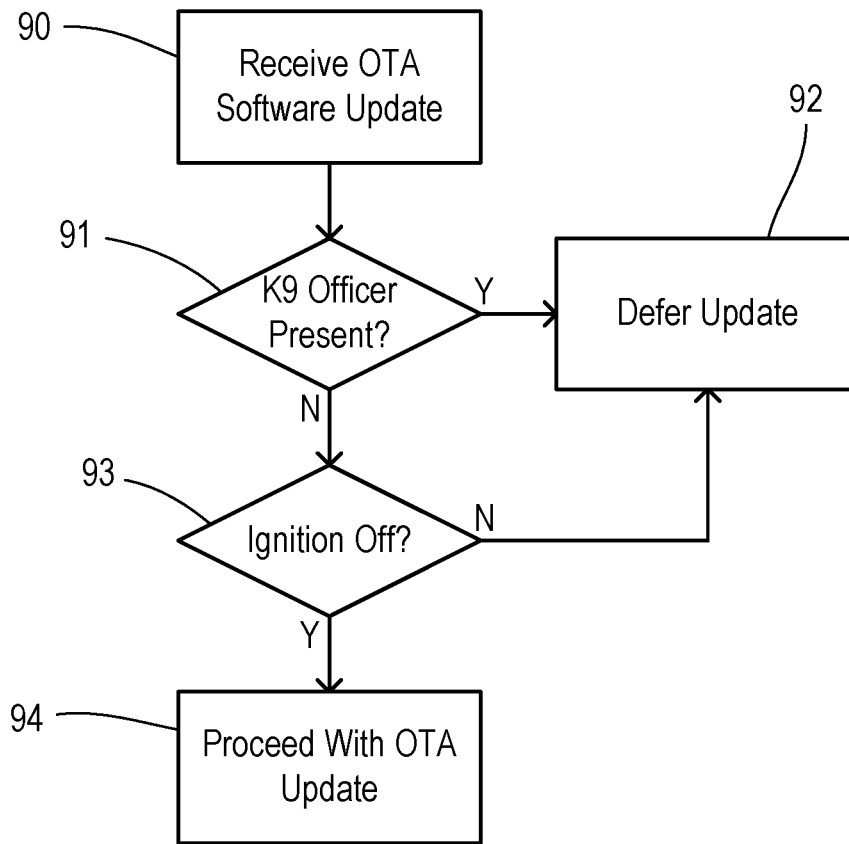 90
Receive OTA
Software Update
92
91
K9 Officer
Present?
Y
Defer Update
N
93
Ignition Off?
N
Y
94
Proceed With OTA
Update